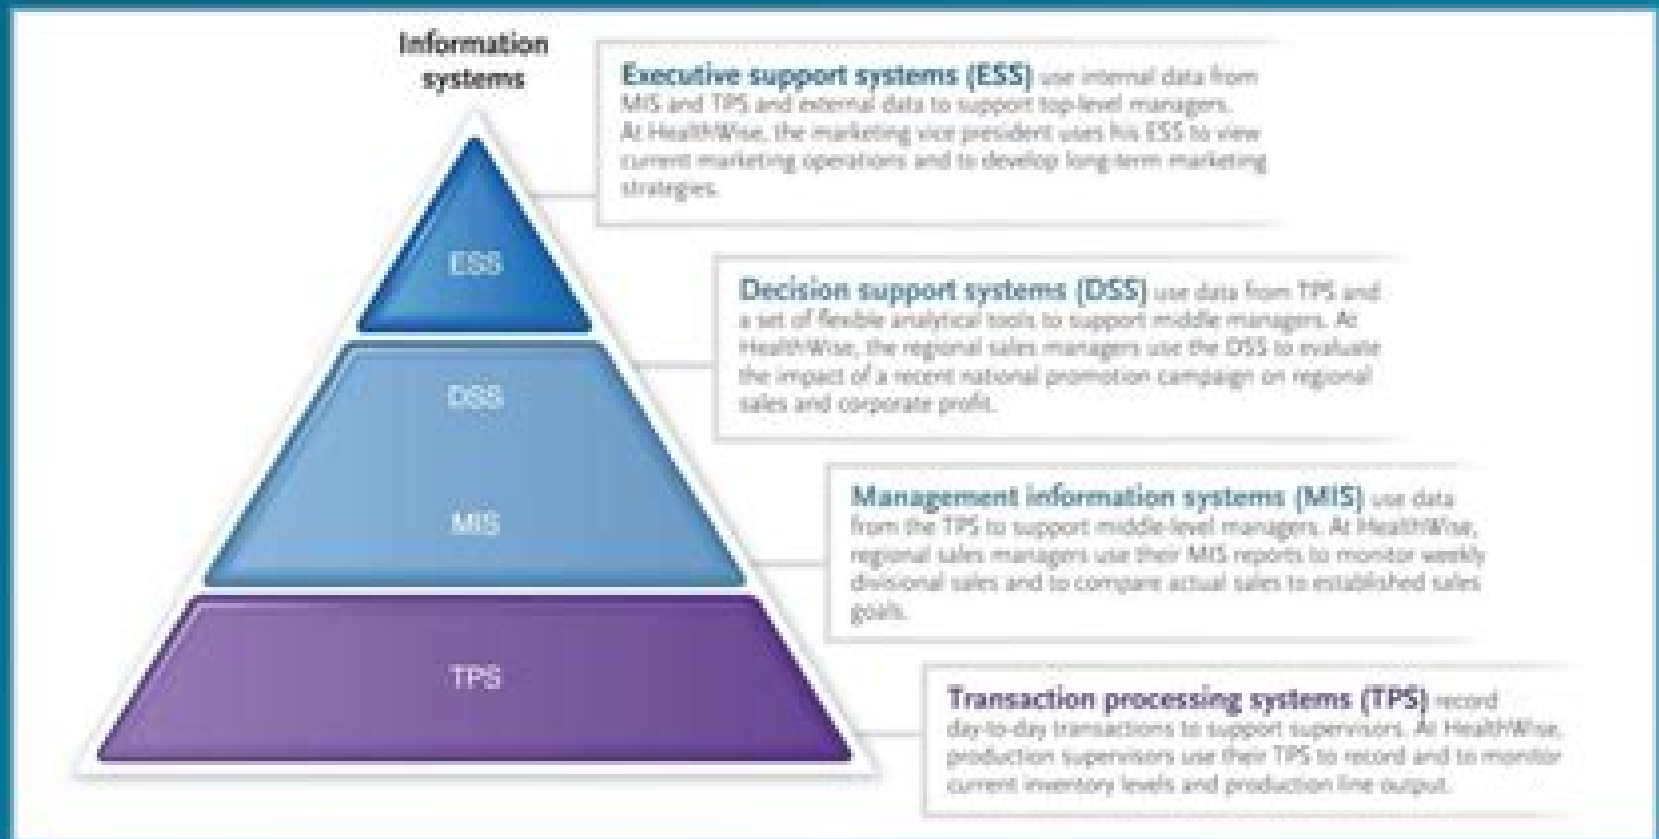 Information
systems
Executive support systems (ESS) use internal data from
MIS and TPS and external data to support top-level managers.
At HealthWise, the marketing vice president uses his ESS to view
current marketing operations and to develop long-term marketing
strategies.
ESS
Decision support systems (DSS) use data from TPS and
a set of flexible analytical tools to support middle managers. At
HealthWise, the regional sales managers use the DSS to evaluate
the impact of a recent national promotion campaign on regional
sales and corporate profit.
DSS
Management information systems (MIS) use data
from the TPS to support middle-level managers. At HealthWise,
regional sales managers use their MIS reports to monitor weekly
divisional sales and to compare actual sales to established sales
goals.
MIS
Transaction processing systems (TPS) record
day-to-day transactions to support supervisors. At HealthWise,
production supervisors use their TPS to record and to monitor
current inventory levels and production line output.
TPS